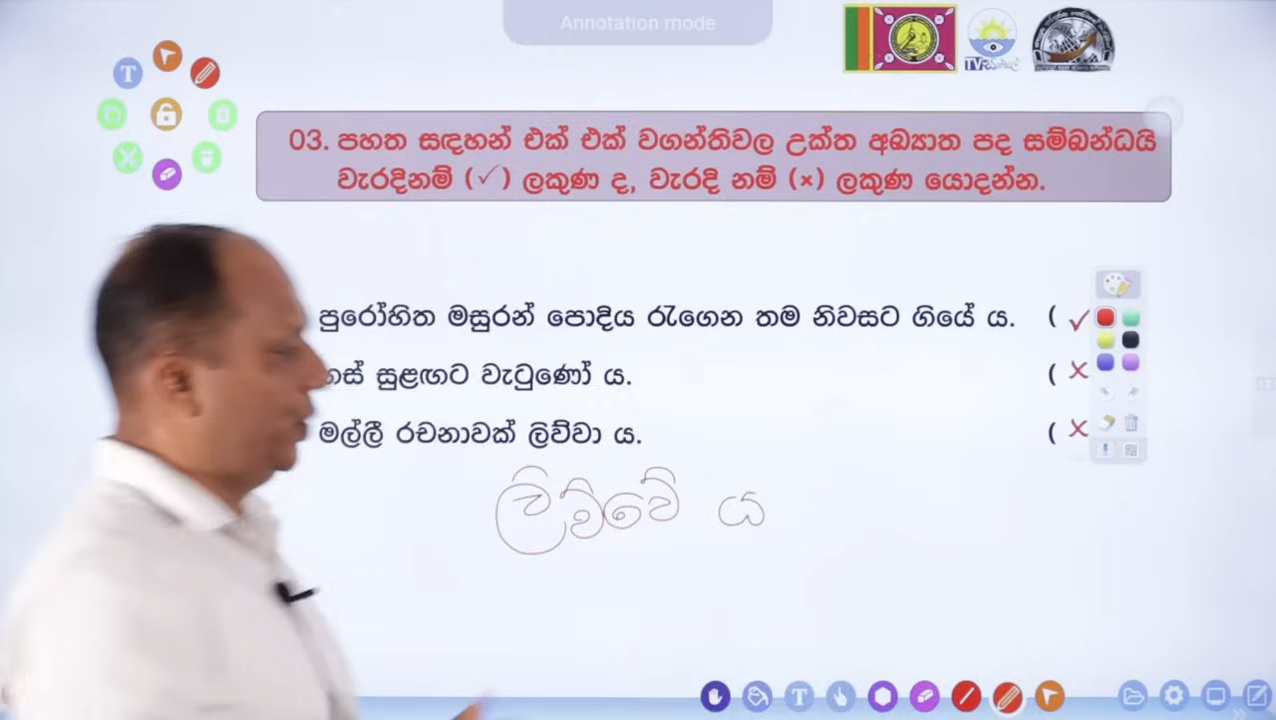 Annotation mode
TV
03. පහත සඳහන් එක් එක් වගන්තිවල උක්ත අඛ්‍යාත පද සම්බන්ධයි
වැරදිනම් (✓) ලකුණ ද, වැරදි නම් (×) ලකුණ යොදන්න.
පුරෝහිත මසුරන් පොදිය රැගෙන තම නිවසට ගියේ ය. ( ✓
සුළඟට වැටුණෝ ය. ( ×
මල්ලී රචනාවක් ලිව්වා ය. ( ×
ලිව්වේ ය